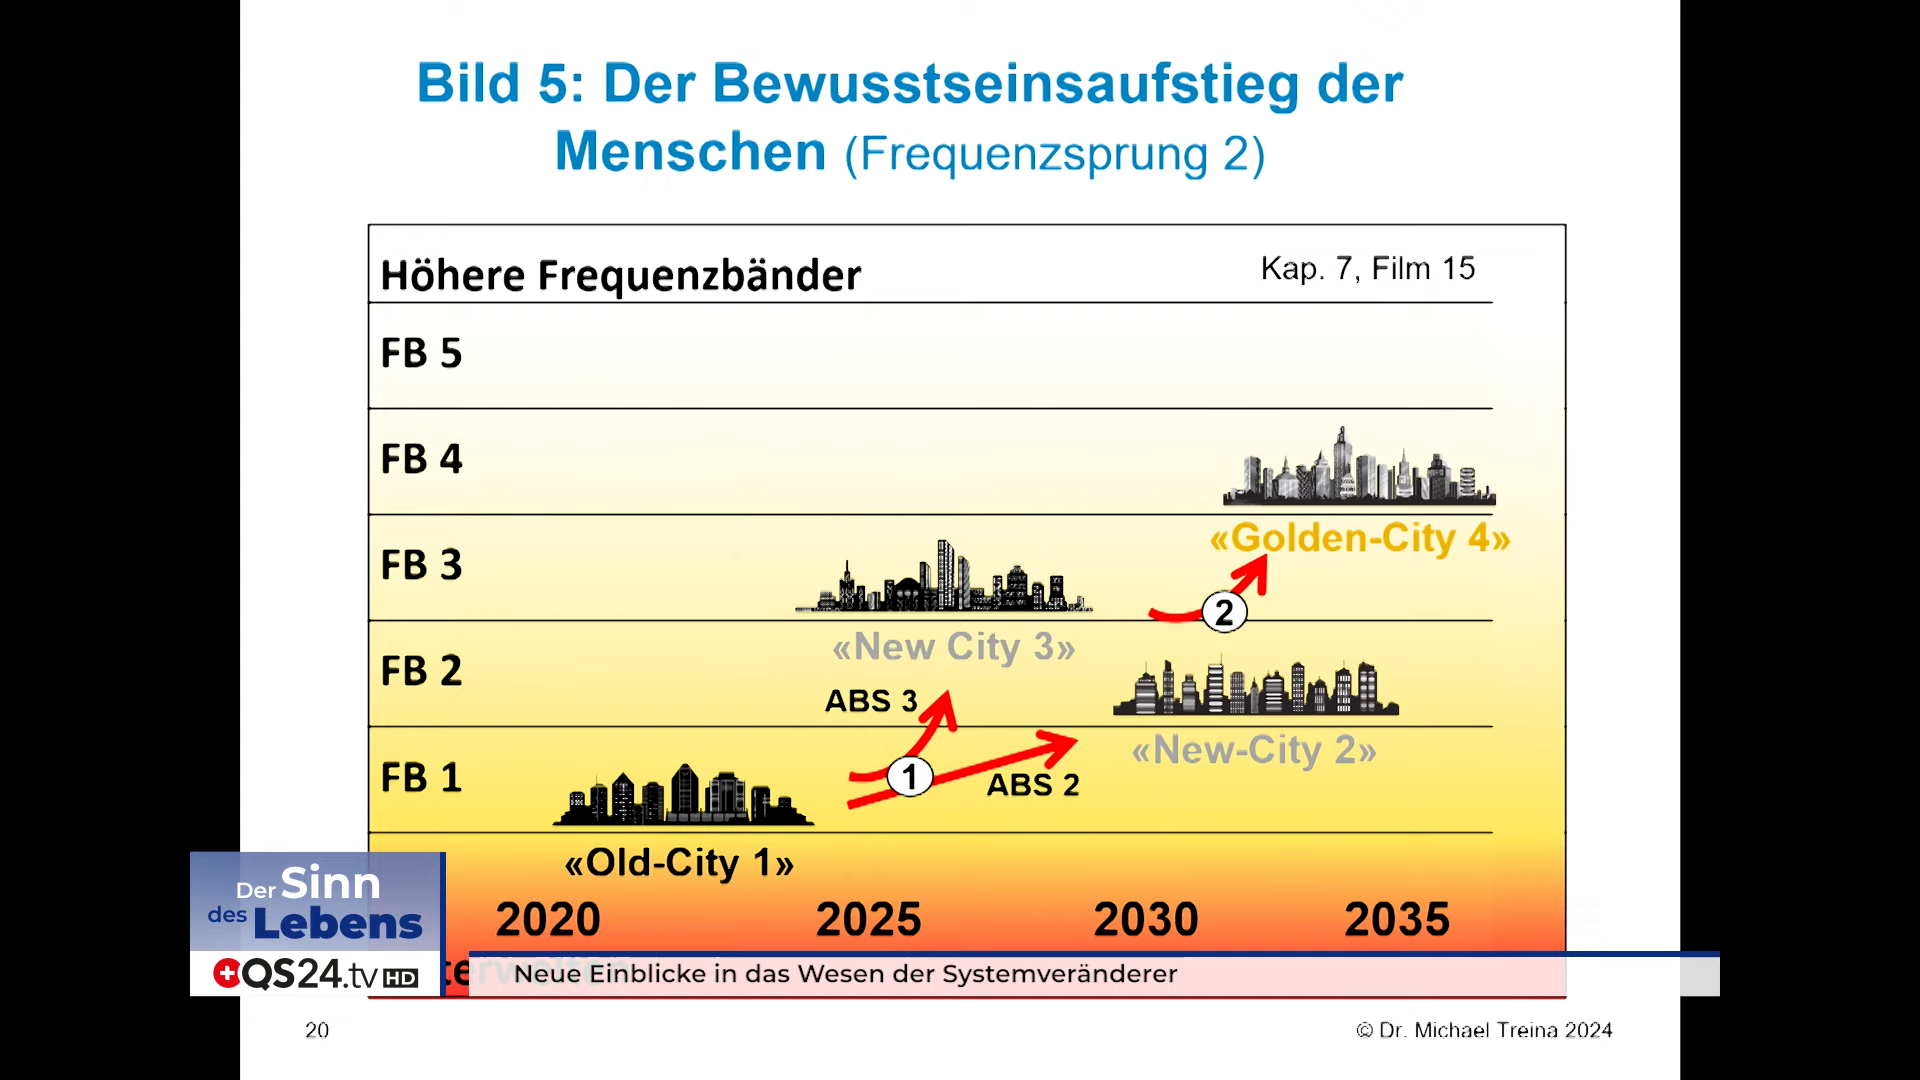 Bild 5: Der Bewusstseinsaufstieg der
Menschen (Frequenzsprung 2)
Höhere Frequenzbänder
Kap. 7, Film 15
FB 5
FB 4
«Golden-City 4»
FB 3
2
«New City 3»
FB 2
ABS 3
«New-City 2»
FB 1
1
ABS 2
«Old-City 1»
2020 2025 2030 2035
Der Sinn
des Lebens
QS24.tv HD
Neue Einblicke in das Wesen der Systemveränderer
20
© Dr. Michael Treina 2024